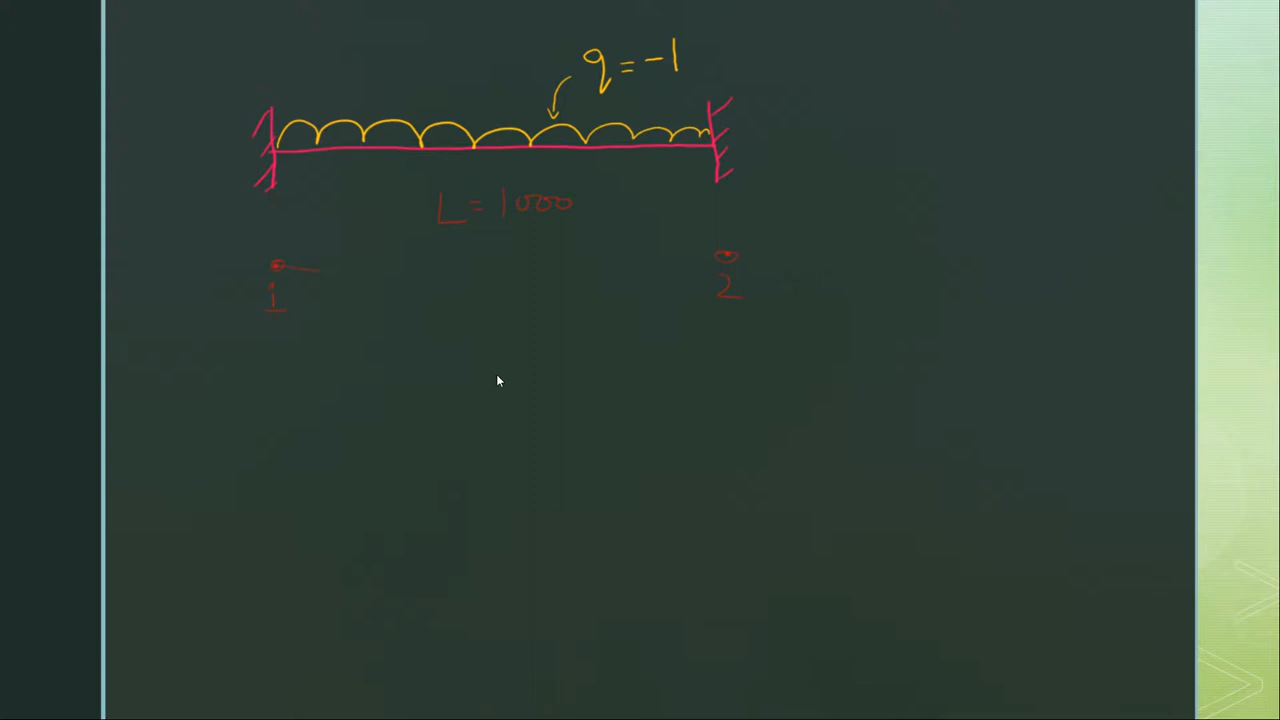 q = -1
L = 1000
1
2